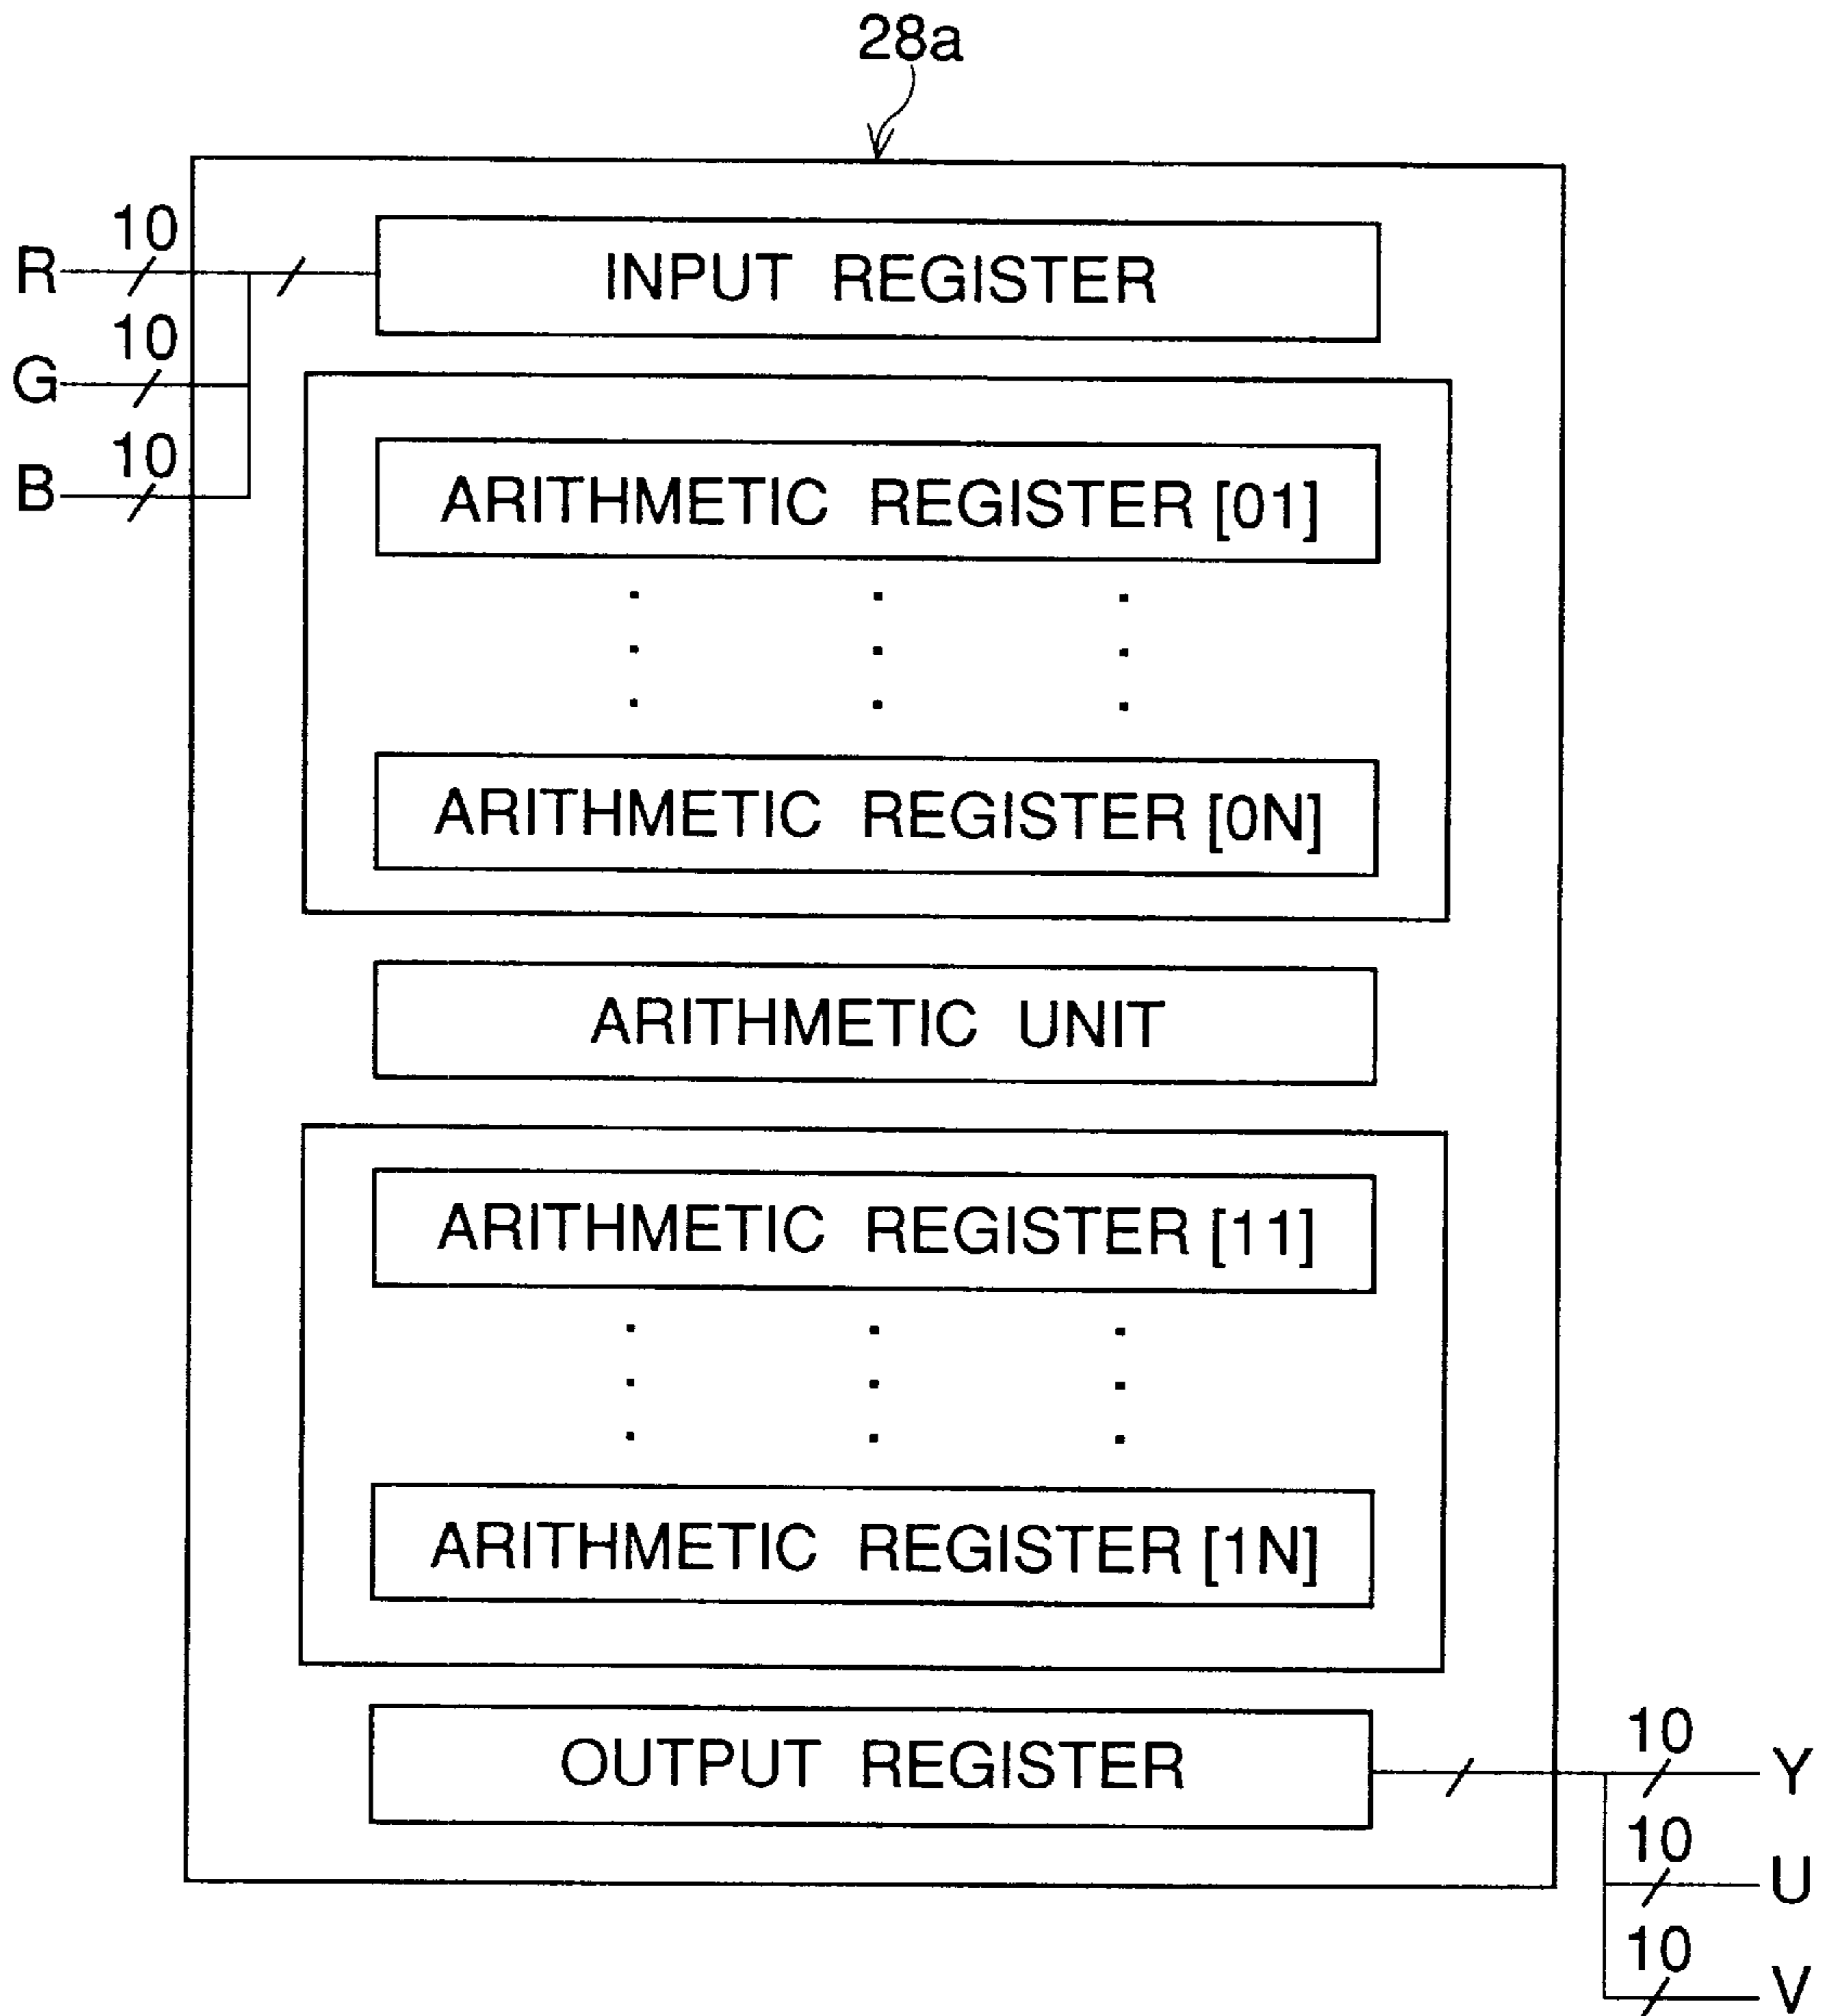 28a
10
R
INPUT REGISTER
10
G
10
B
ARITHMETIC REGISTER [01]
ARITHMETIC REGISTER [0N]
ARITHMETIC UNIT
ARITHMETIC REGISTER [11]
ARITHMETIC REGISTER [1N]
OUTPUT REGISTER
10
Y
10
U
10
V